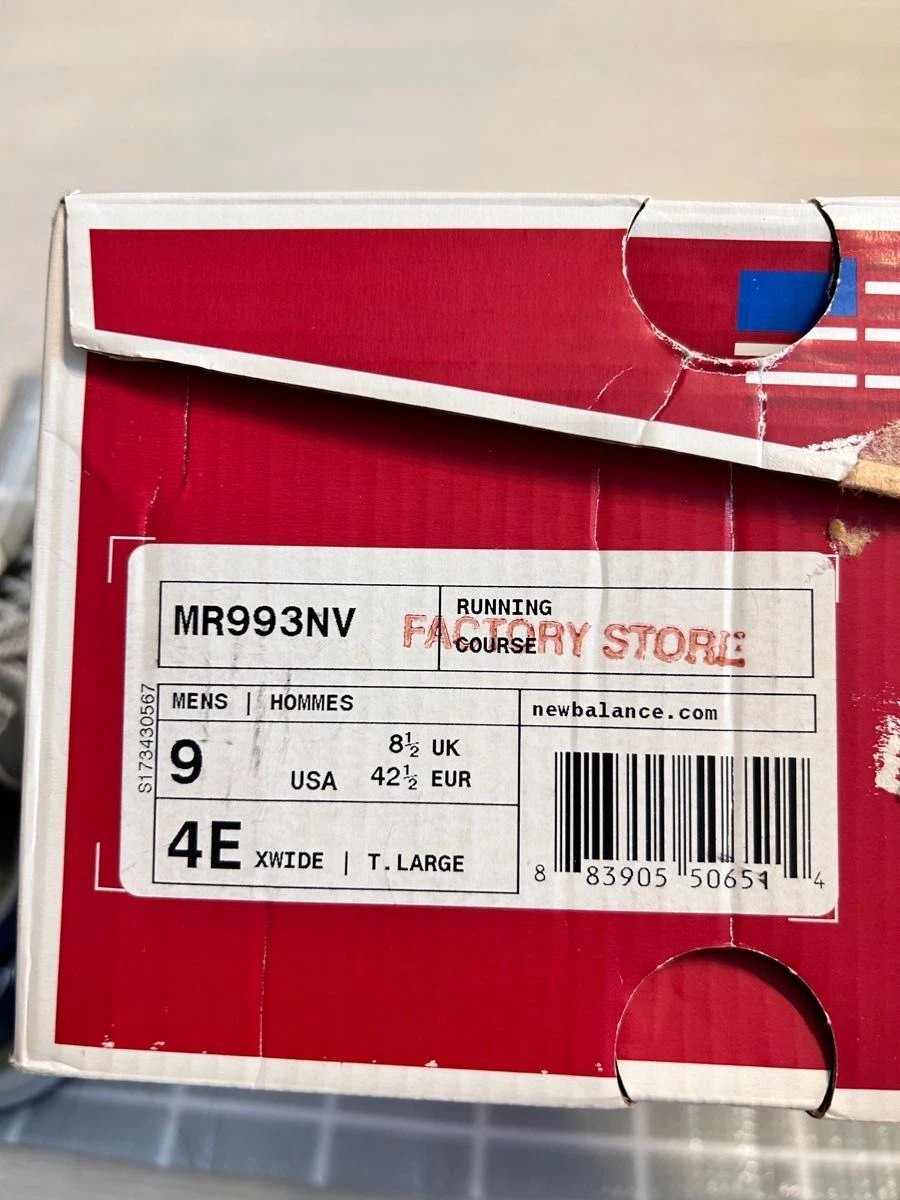 MR993NV
RUNNING
COURSE
FACTORY STORE
MENS | HOMMES
newbalance.com
9 USA 8½ UK
42½ EUR
4E XWIDE | T.LARGE
S173430567
8 83905 50651 4